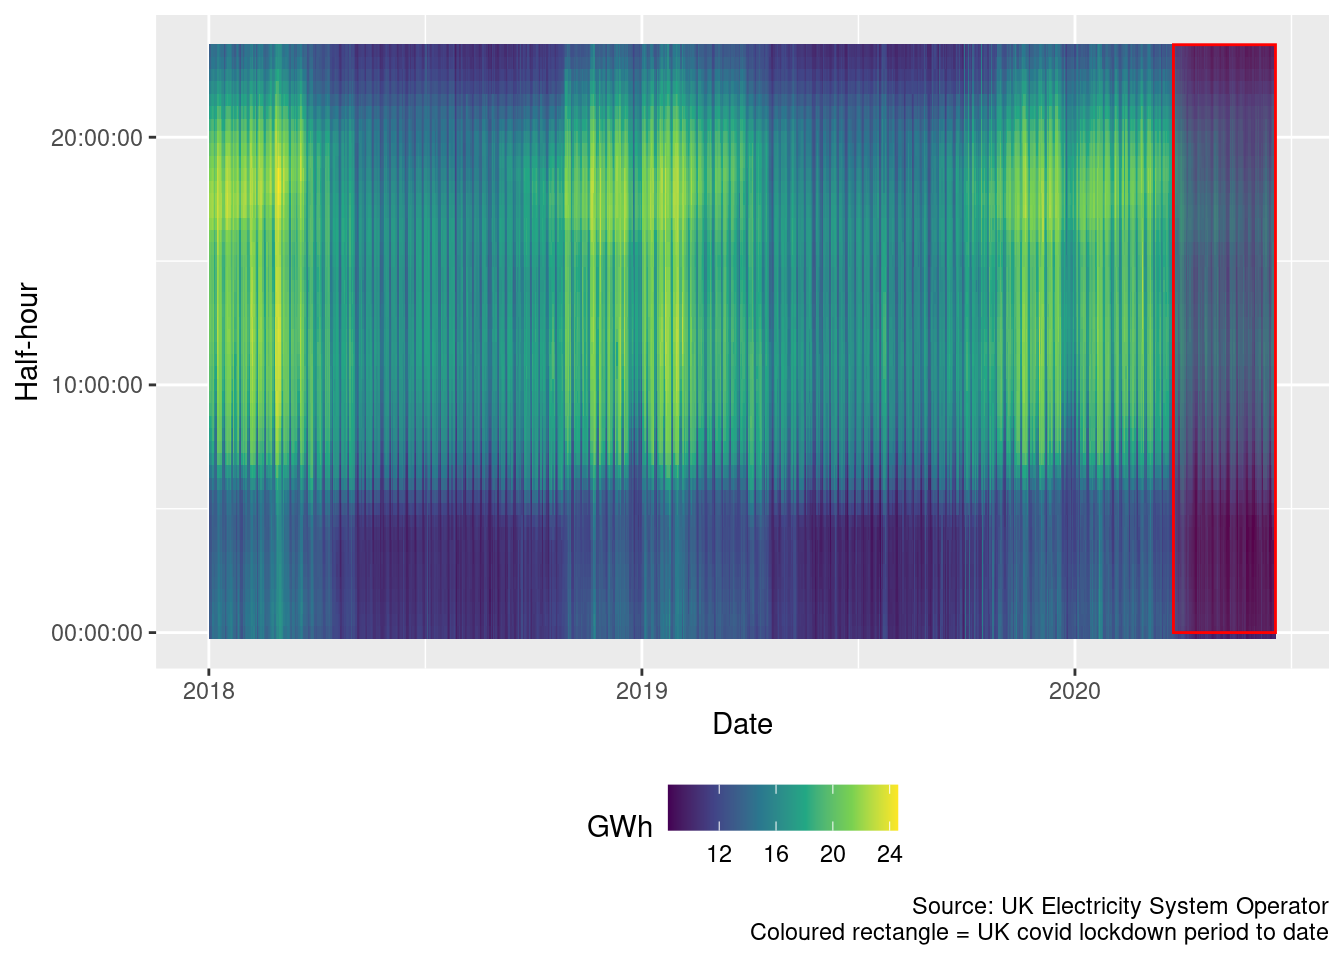 20:00:00
10:00:00
00:00:00
Half-hour
2018
2019
2020
Date
GWh
12
16
20
24
Source: UK Electricity System Operator
Coloured rectangle = UK covid lockdown period to date